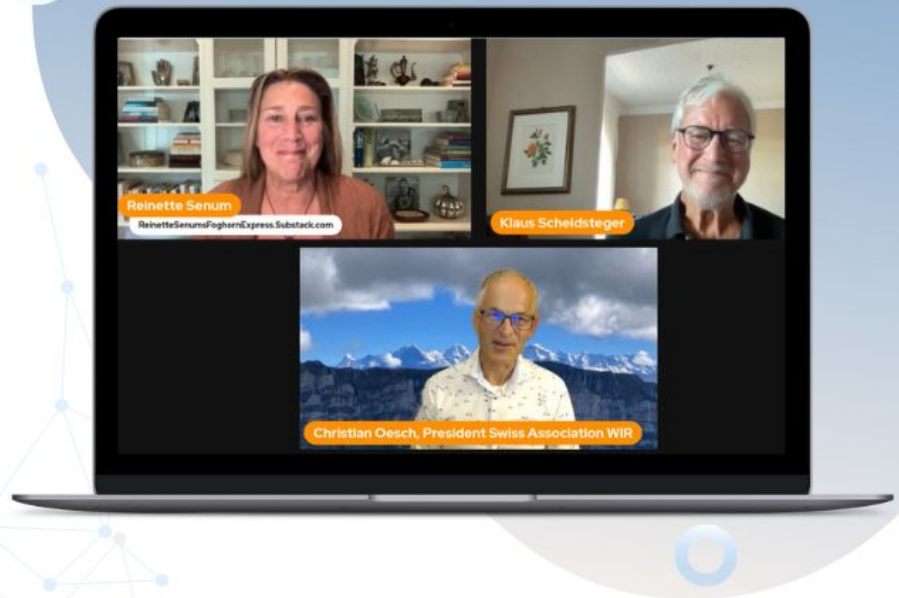 Reinette Senum
ReinetteSenumsFoghornExpress.Substack.com
Klaus Scheidsteger
Christian Oesch, President Swiss Association WIR